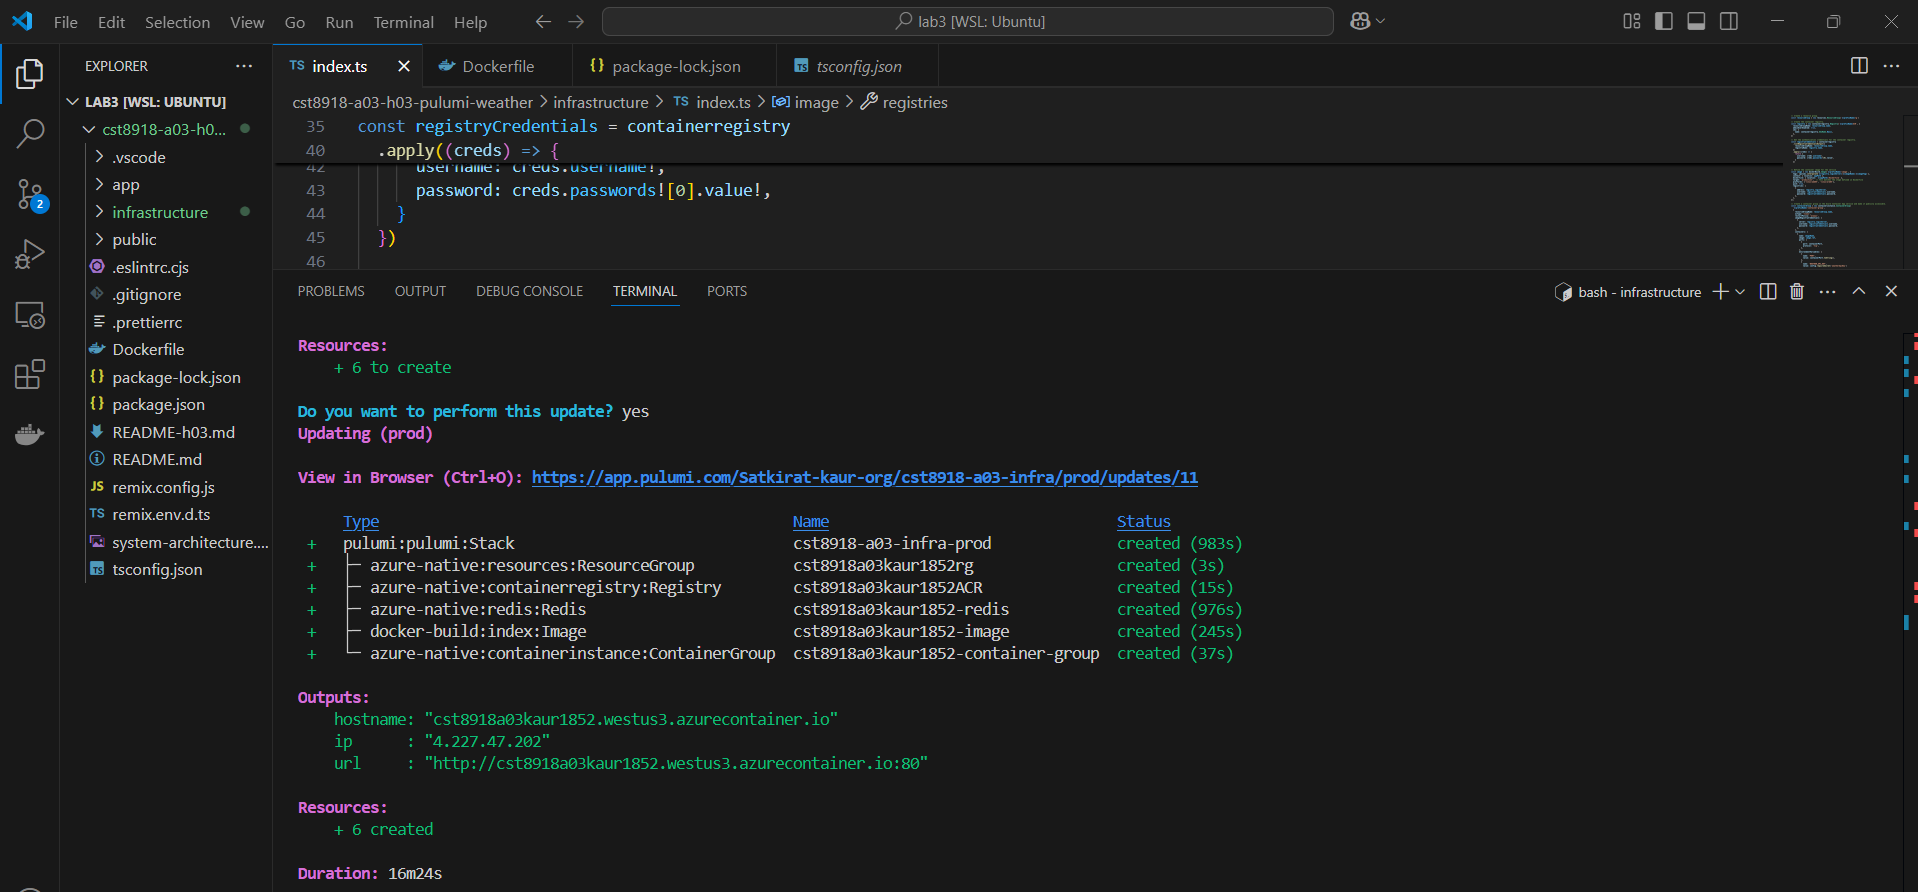 File Edit Selection View Go Run Terminal Help
lab3 [WSL: Ubuntu]
EXPLORER
LAB3 [WSL: UBUNTU]
cst8918-a03-h0...
.vscode
app
infrastructure
public
.eslintrc.cjs
.gitignore
.prettierrc
Dockerfile
package-lock.json
package.json
README-h03.md
README.md
remix.config.js
remix.env.d.ts
system-architecture....
tsconfig.json
2
TS index.ts Dockerfile {} package-lock.json tsconfig.json
cst8918-a03-h03-pulumi-weather > infrastructure > TS index.ts > image > registries
35 const registryCredentials = containerregistry
40 .apply((creds) => {
42 username: creds.username!,
43 password: creds.passwords![0].value!,
44 }
45 })
46
PROBLEMS OUTPUT DEBUG CONSOLE TERMINAL PORTS
bash - infrastructure
Resources:
+ 6 to create
Do you want to perform this update? yes
Updating (prod)
View in Browser (Ctrl+O): https://app.pulumi.com/Satkirat-kaur-org/cst8918-a03-infra/prod/updates/11
Type Name Status
+ pulumi:pulumi:Stack cst8918-a03-infra-prod created (983s)
+ ├─ azure-native:resources:ResourceGroup cst8918a03kaur1852rg created (3s)
+ ├─ azure-native:containerregistry:Registry cst8918a03kaur1852ACR created (15s)
+ ├─ azure-native:redis:Redis cst8918a03kaur1852-redis created (976s)
+ ├─ docker-build:index:Image cst8918a03kaur1852-image created (245s)
+ └─ azure-native:containerinstance:ContainerGroup cst8918a03kaur1852-container-group created (37s)
Outputs:
hostname: "cst8918a03kaur1852.westus3.azurecontainer.io"
ip : "4.227.47.202"
url : "http://cst8918a03kaur1852.westus3.azurecontainer.io:80"
Resources:
+ 6 created
Duration: 16m24s